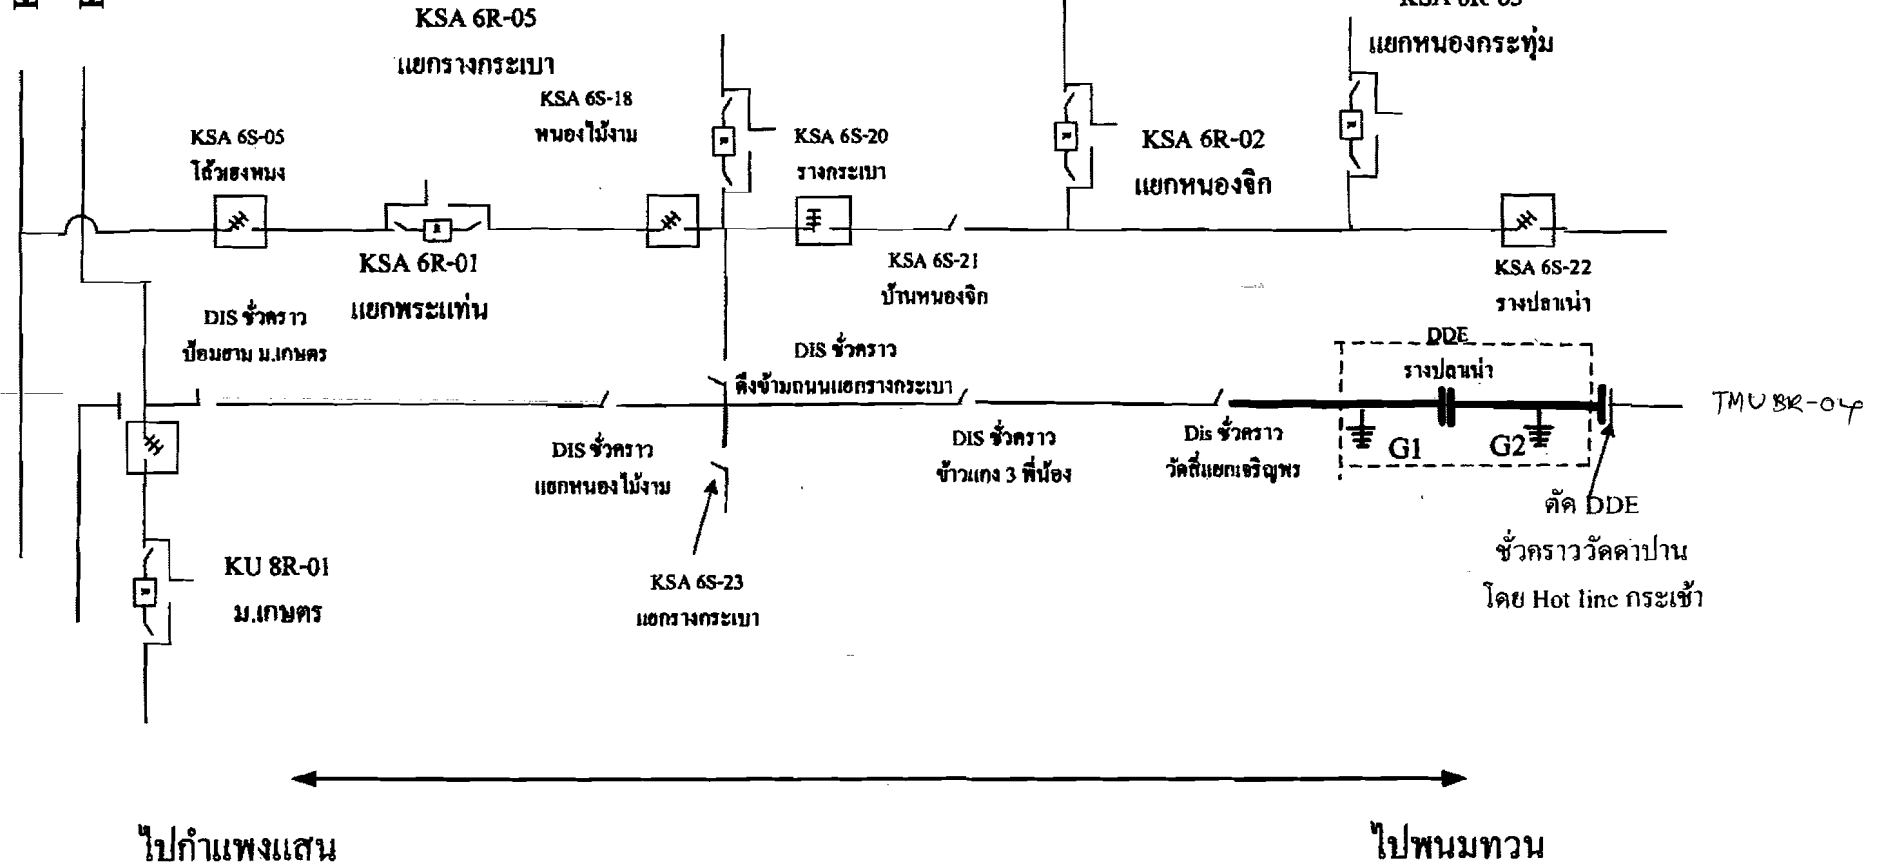 KSA 6R-05
แยกรางกระเบา
แยกหนองกระทุ่ม
KSA 6S-18
หนองไม้งาม
KSA 6S-05
โล้วเฮงหมง
KSA 6S-20
รางกระเบา
KSA 6R-02
แยกหนองจิก
KSA 6R-01
แยกพระแท่น
KSA 6S-21
บ้านหนองจิก
KSA 6S-22
รางปลาเน่า
DIS ชั่วคราว
ป้อมยาม ม.เกษตร
DIS ชั่วคราว
ดึงข้ามถนนแยกรางกระเบา
DDE
รางปลาเน่า
TMU8R-04
G1
G2
DIS ชั่วคราว
แยกหนองไม้งาม
DIS ชั่วคราว
ข้าวแกง 3 พี่น้อง
Dis ชั่วคราว
วัดสี่แยกเจริญพร
ตัด DDE
ชั่วคราววัดดาปาน
โดย Hot line กระเช้า
KU 8R-01
ม.เกษตร
KSA 6S-23
แยกรางกระเบา
ไปกำแพงแสน
ไปพนมทวน